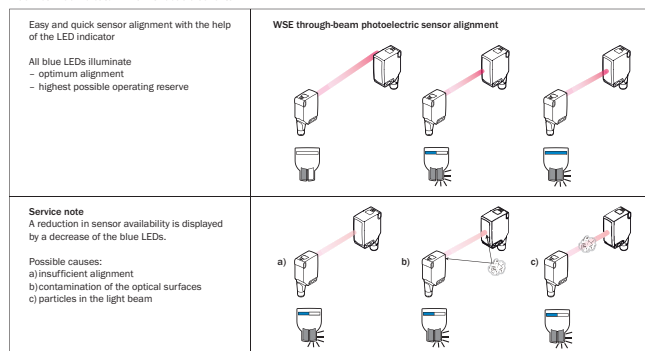 Easy and quick sensor alignment with the help
of the LED indicator
All blue LEDs illuminate
– optimum alignment
– highest possible operating reserve
WSE through-beam photoelectric sensor alignment
Service note
A reduction in sensor availability is displayed
by a decrease of the blue LEDs.
Possible causes:
a) insufficient alignment
b) contamination of the optical surfaces
c) particles in the light beam
a)
b)
c)